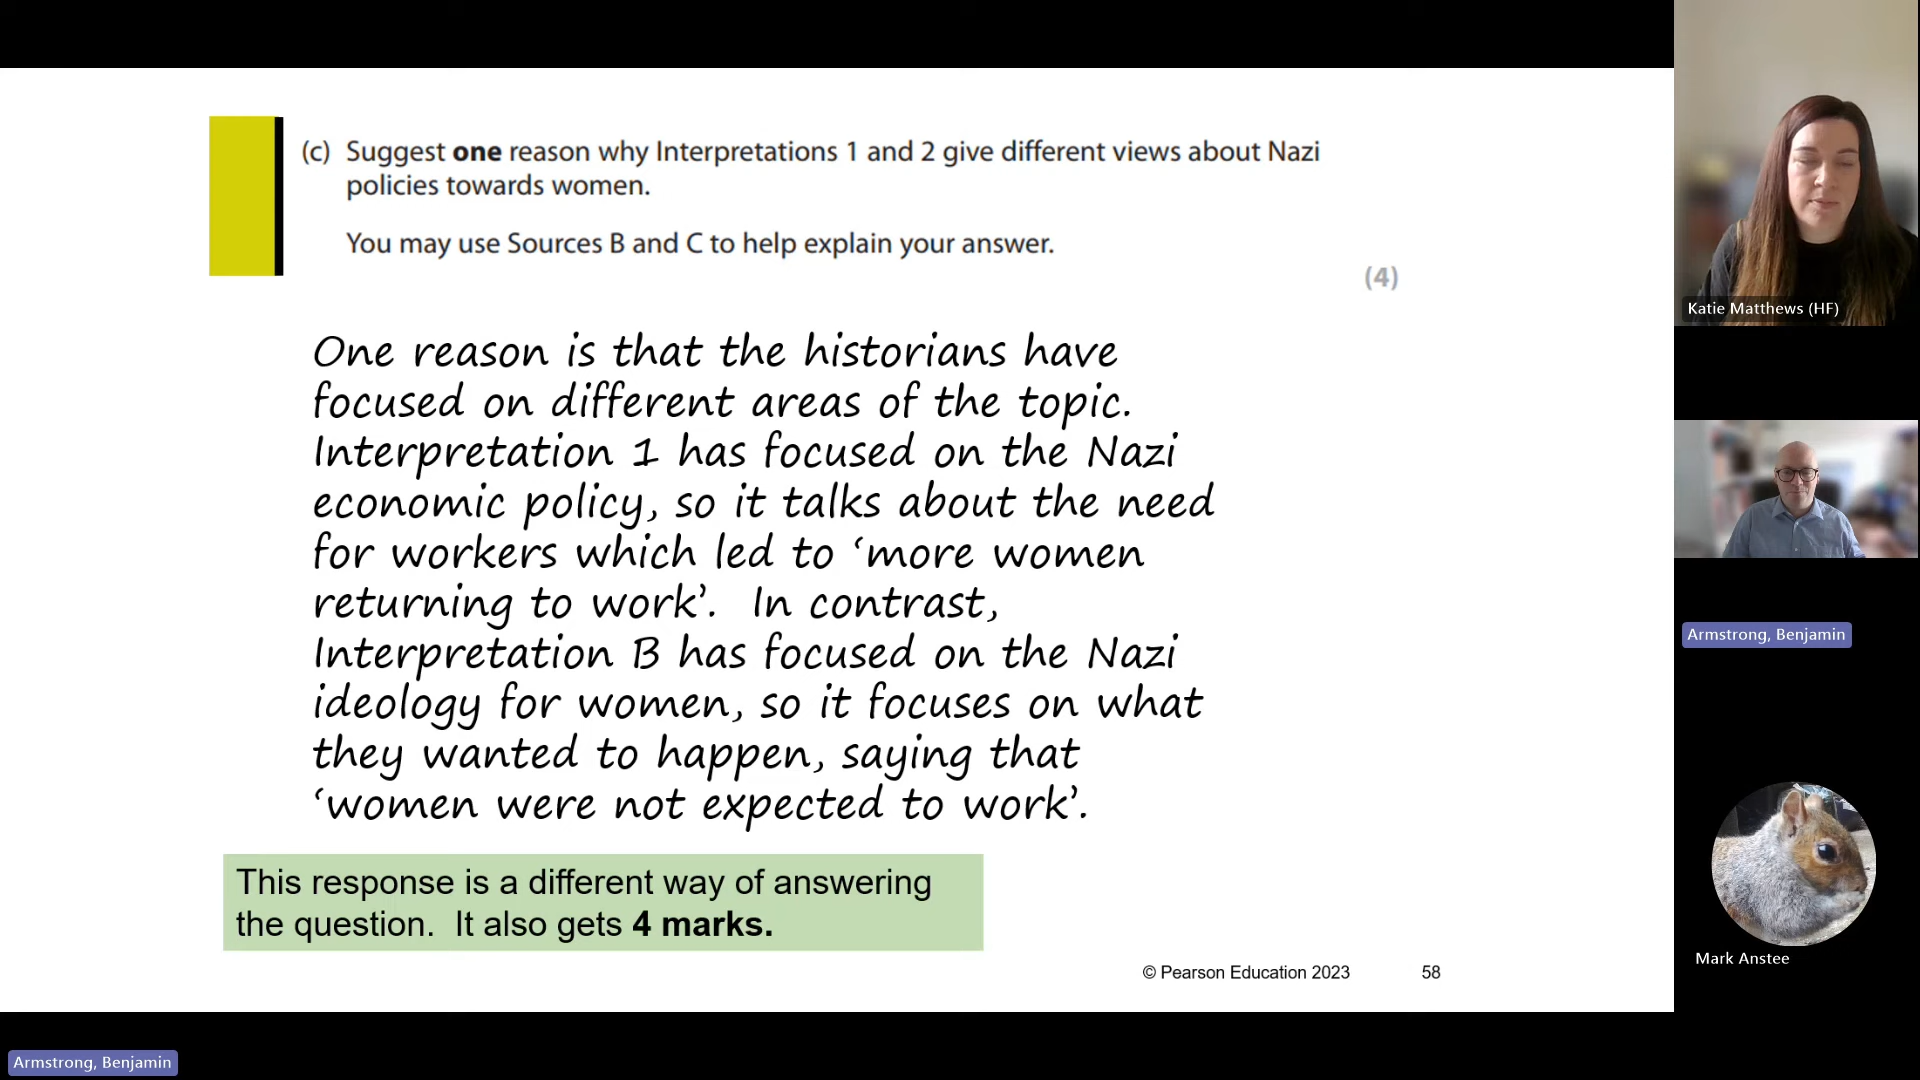 (c) Suggest one reason why Interpretations 1 and 2 give different views about Nazi
policies towards women.
You may use Sources B and C to help explain your answer.
(4)
One reason is that the historians have
focused on different areas of the topic.
Interpretation 1 has focused on the Nazi
economic policy, so it talks about the need
for workers which led to ‘more women
returning to work’. In contrast,
Interpretation B has focused on the Nazi
ideology for women, so it focuses on what
they wanted to happen, saying that
‘women were not expected to work’.
This response is a different way of answering
the question. It also gets 4 marks.
© Pearson Education 2023 58
Katie Matthews (HF)
Armstrong, Benjamin
Mark Anstee
Armstrong, Benjamin